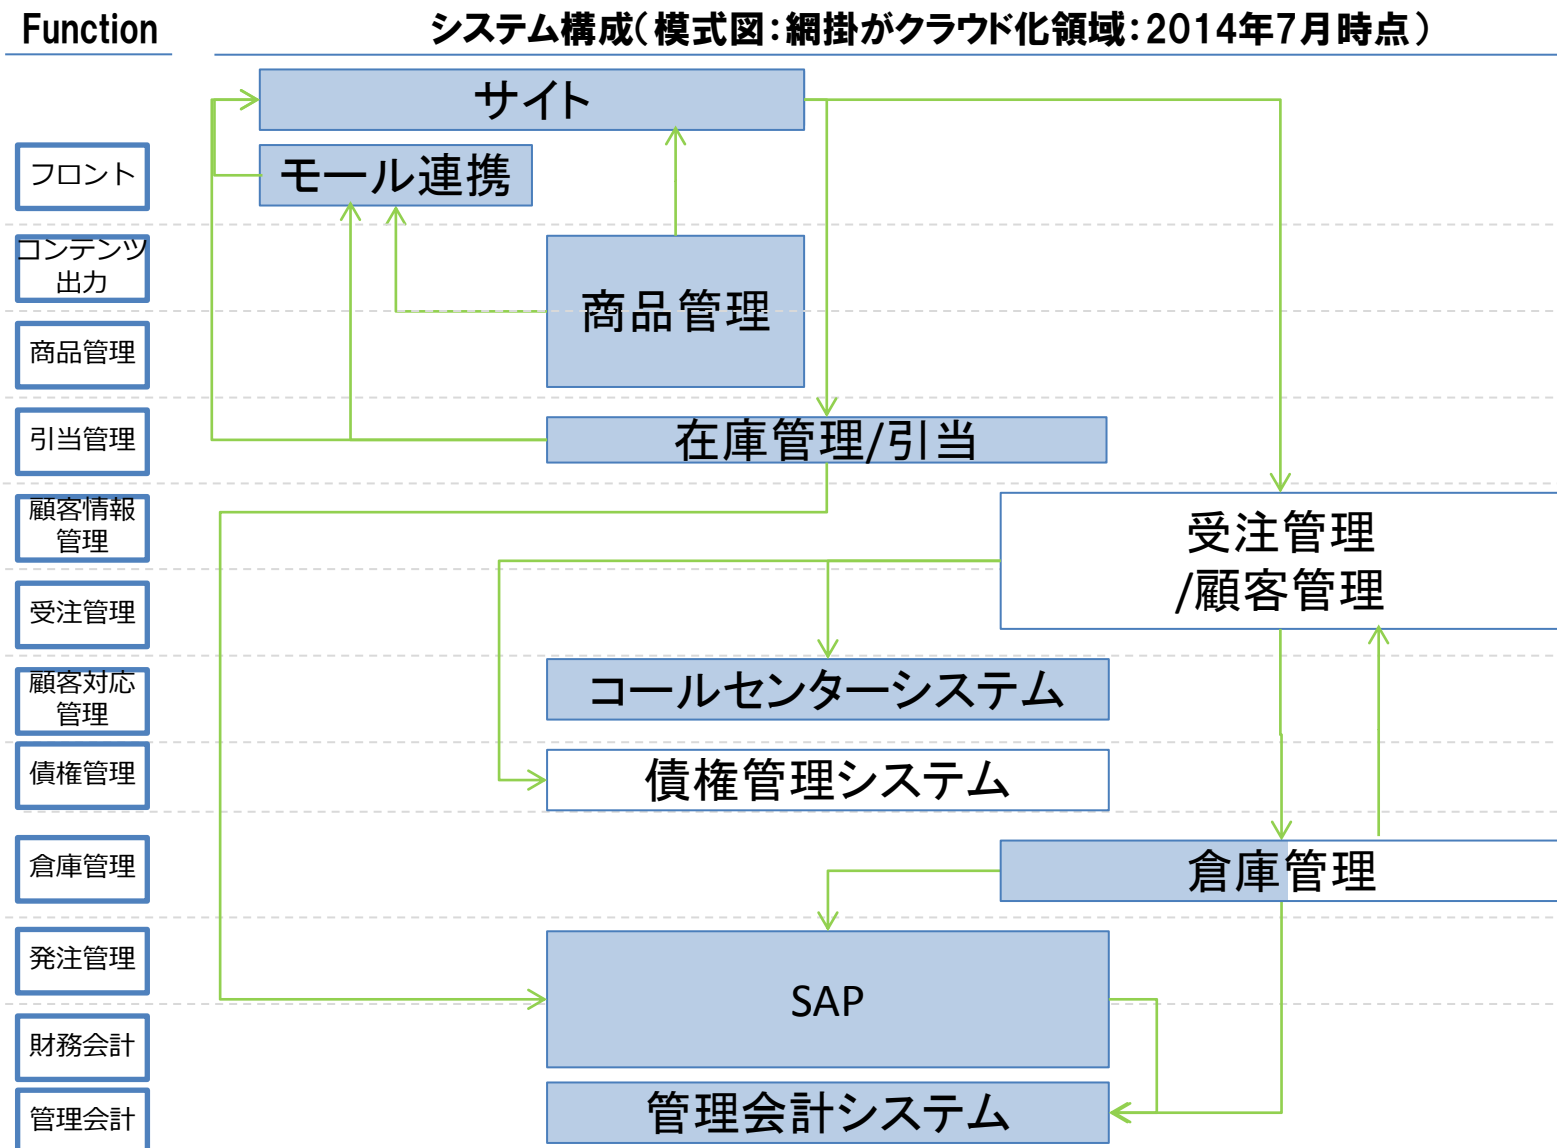 Function
システム構成(模式図:網掛がクラウド化領域:2014年7月時点)
サイト
フロント
モール連携
コンテンツ
出力
商品管理
商品管理
引当管理
在庫管理/引当
顧客情報
管理
受注管理
/顧客管理
受注管理
顧客対応
管理
コールセンターシステム
債権管理
債権管理システム
倉庫管理
倉庫管理
発注管理
SAP
財務会計
管理会計
管理会計システム